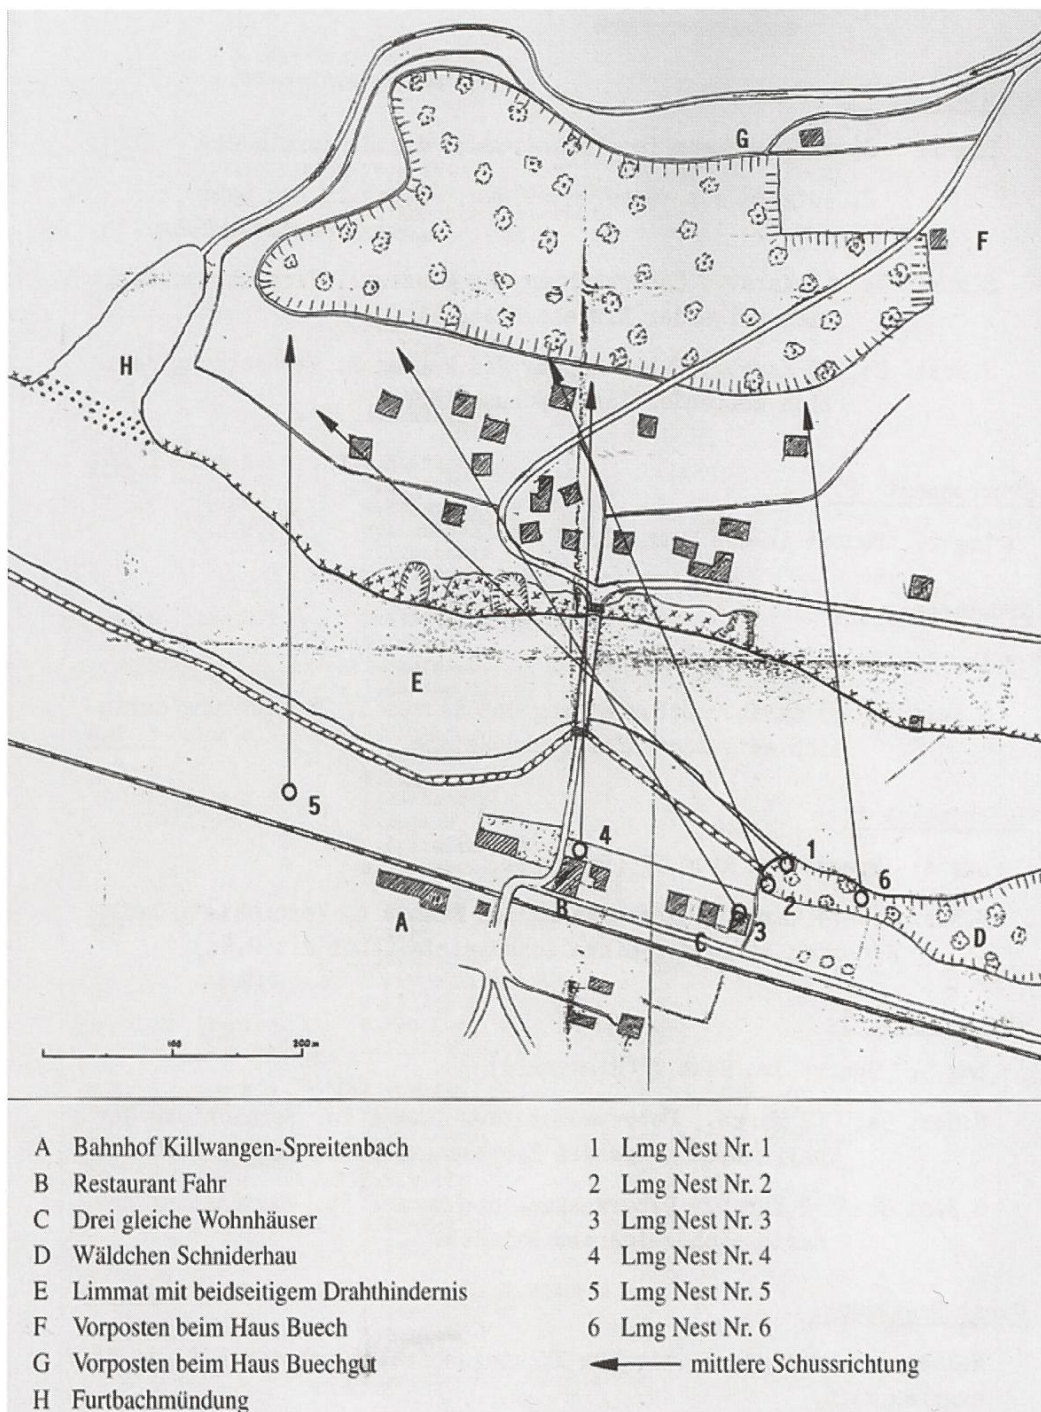 G
F
H
E
5
4
1
6
2
B
A
3
C
D
100
200 m
A Bahnhof Killwangen-Spreitenbach
B Restaurant Fahr
C Drei gleiche Wohnhäuser
D Wäldchen Schniderhau
E Limmat mit beidseitigem Drahthindernis
F Vorposten beim Haus Buech
G Vorposten beim Haus Buechgut
H Furtbachmündung
1 Lmg Nest Nr. 1
2 Lmg Nest Nr. 2
3 Lmg Nest Nr. 3
4 Lmg Nest Nr. 4
5 Lmg Nest Nr. 5
6 Lmg Nest Nr. 6
mittlere Schussrichtung